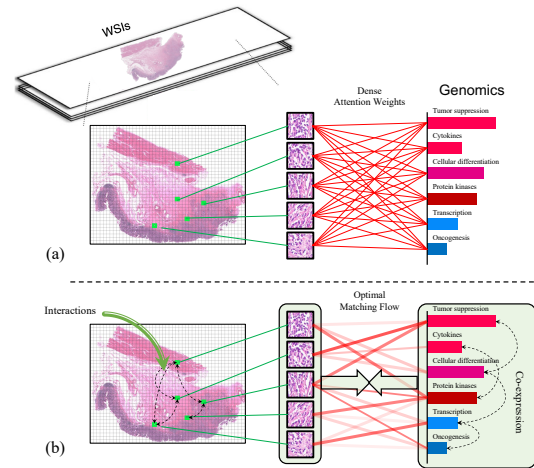 WSIs
Dense
Attention Weights
Genomics
Tumor suppression
Cytokines
Cellular differentiation
Protein kinases
Transcription
Oncogenesis
(a)
Interactions
Optimal
Matching Flow
Tumor suppression
Cytokines
Cellular differentiation
Protein kinases
Transcription
Oncogenesis
Co-expression
(b)